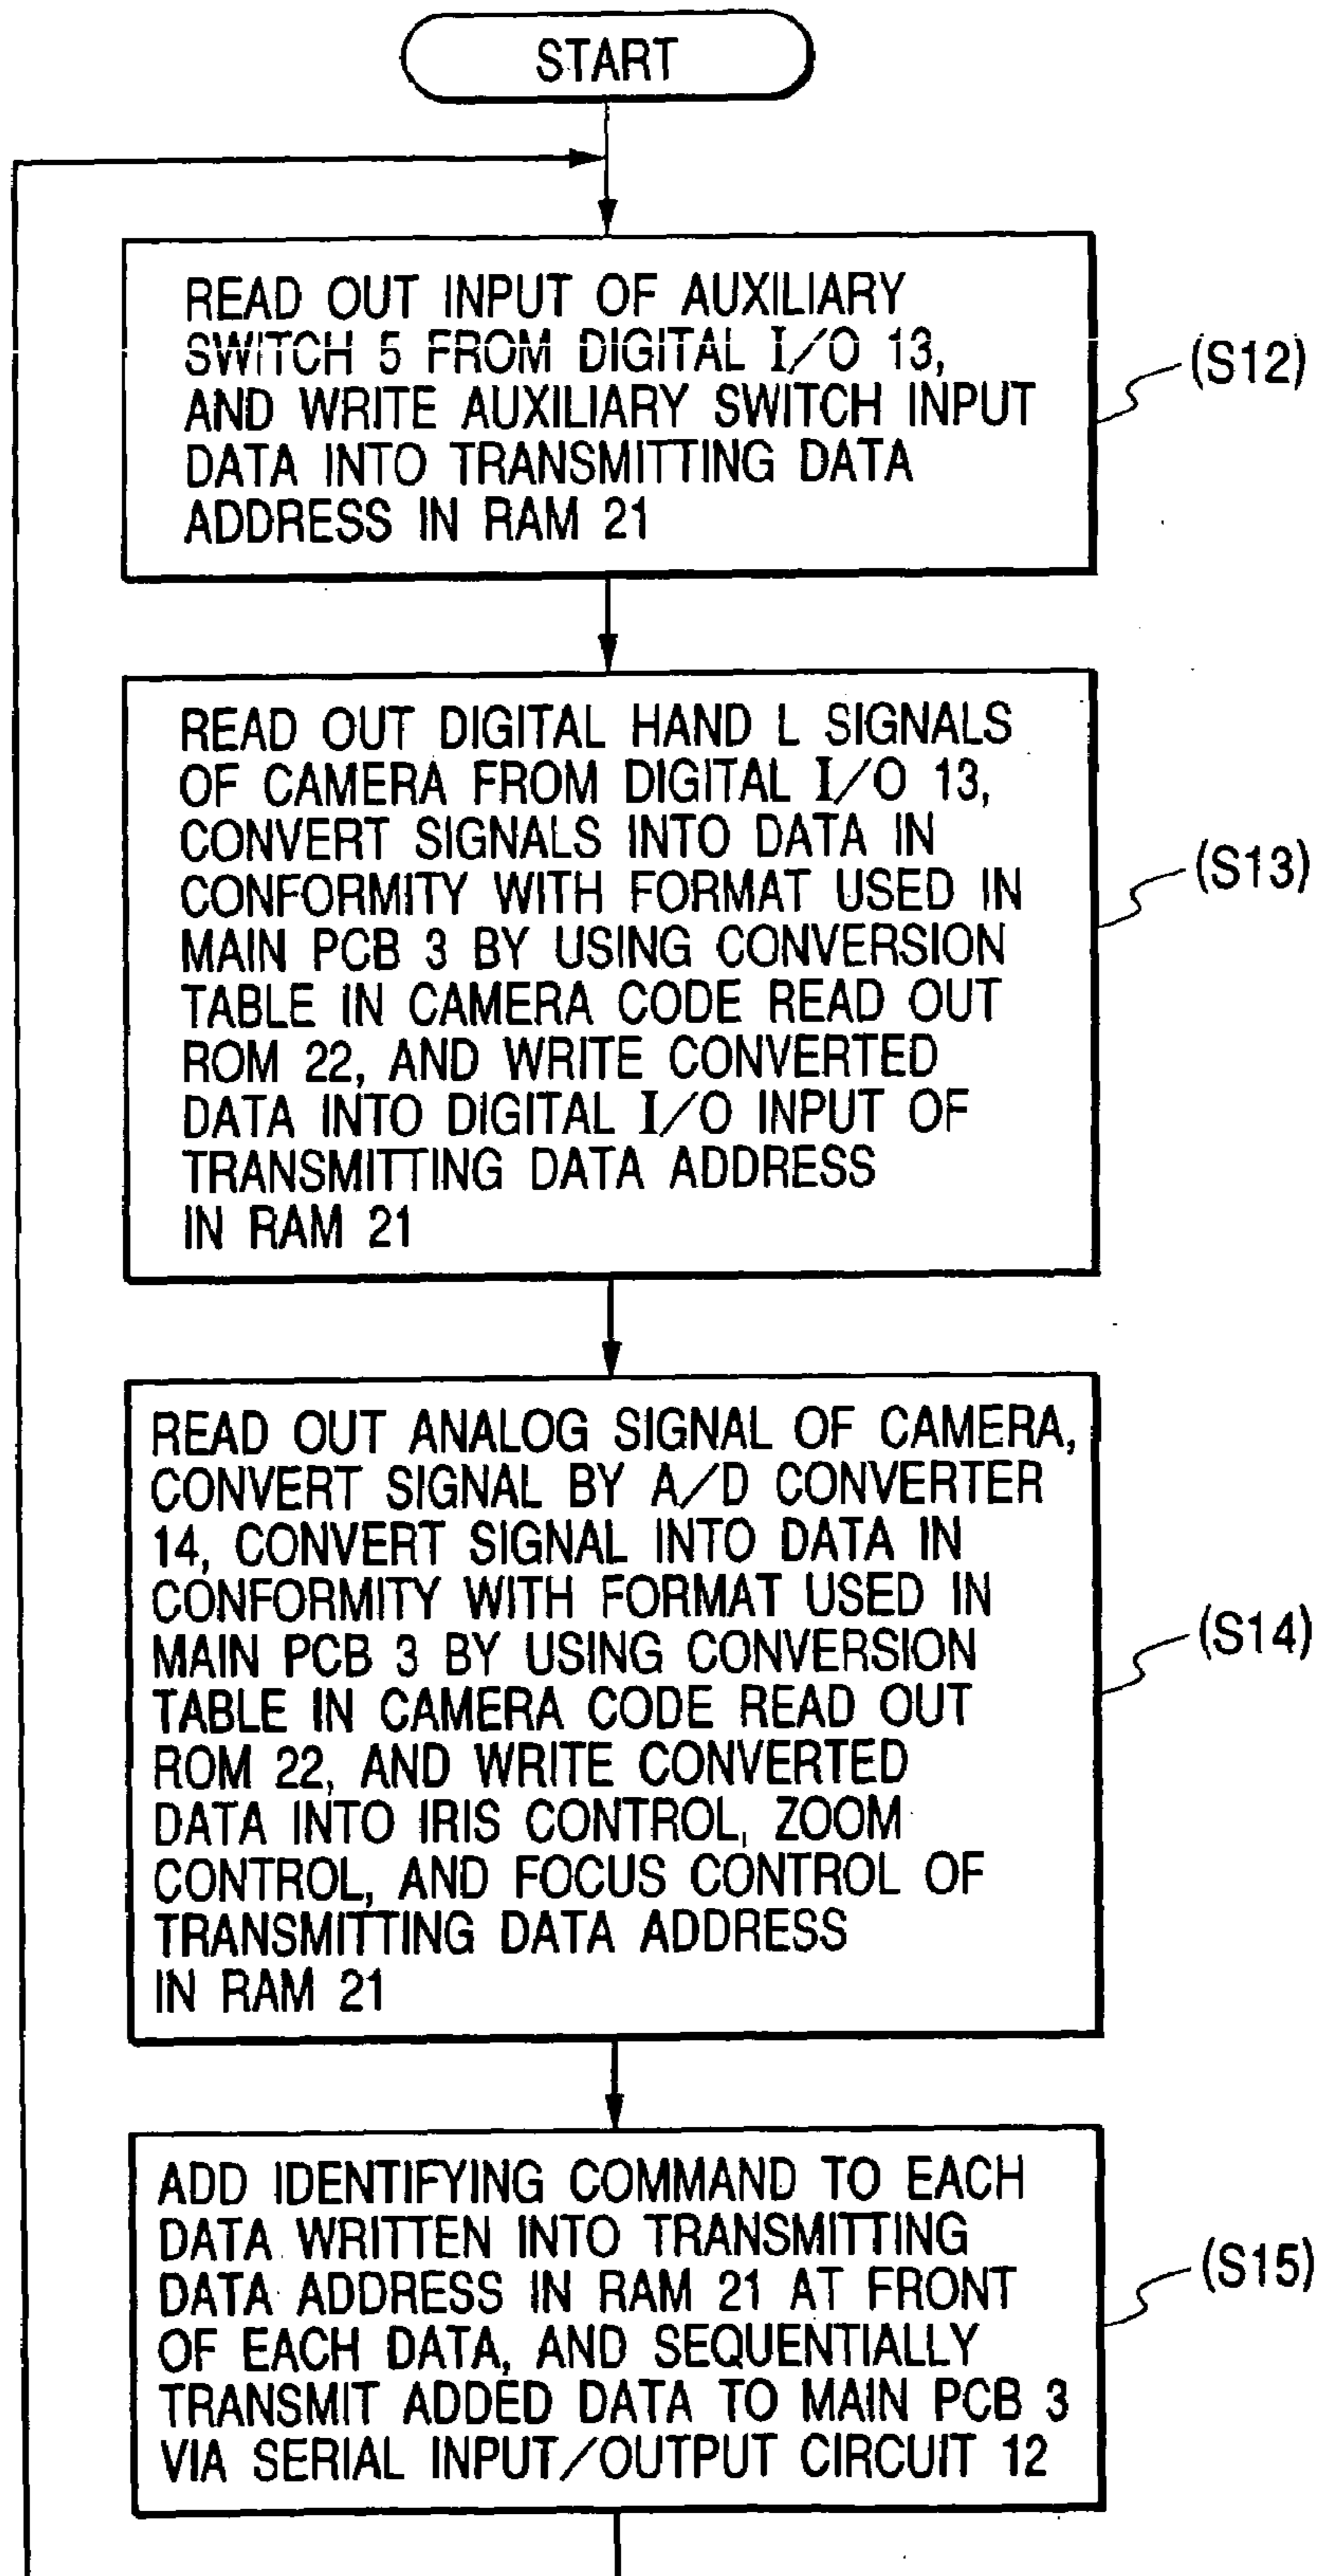 START
READ OUT INPUT OF AUXILIARY
SWITCH 5 FROM DIGITAL I/O 13,
AND WRITE AUXILIARY SWITCH INPUT
DATA INTO TRANSMITTING DATA
ADDRESS IN RAM 21
(S12)
READ OUT DIGITAL HAND L SIGNALS
OF CAMERA FROM DIGITAL I/O 13,
CONVERT SIGNALS INTO DATA IN
CONFORMITY WITH FORMAT USED IN
MAIN PCB 3 BY USING CONVERSION
TABLE IN CAMERA CODE READ OUT
ROM 22, AND WRITE CONVERTED
DATA INTO DIGITAL I/O INPUT OF
TRANSMITTING DATA ADDRESS
IN RAM 21
(S13)
READ OUT ANALOG SIGNAL OF CAMERA,
CONVERT SIGNAL BY A/D CONVERTER
14, CONVERT SIGNAL INTO DATA IN
CONFORMITY WITH FORMAT USED IN
MAIN PCB 3 BY USING CONVERSION
TABLE IN CAMERA CODE READ OUT
ROM 22, AND WRITE CONVERTED
DATA INTO IRIS CONTROL, ZOOM
CONTROL, AND FOCUS CONTROL OF
TRANSMITTING DATA ADDRESS
IN RAM 21
(S14)
ADD IDENTIFYING COMMAND TO EACH
DATA WRITTEN INTO TRANSMITTING
DATA ADDRESS IN RAM 21 AT FRONT
OF EACH DATA, AND SEQUENTIALLY
TRANSMIT ADDED DATA TO MAIN PCB 3
VIA SERIAL INPUT/OUTPUT CIRCUIT 12
(S15)